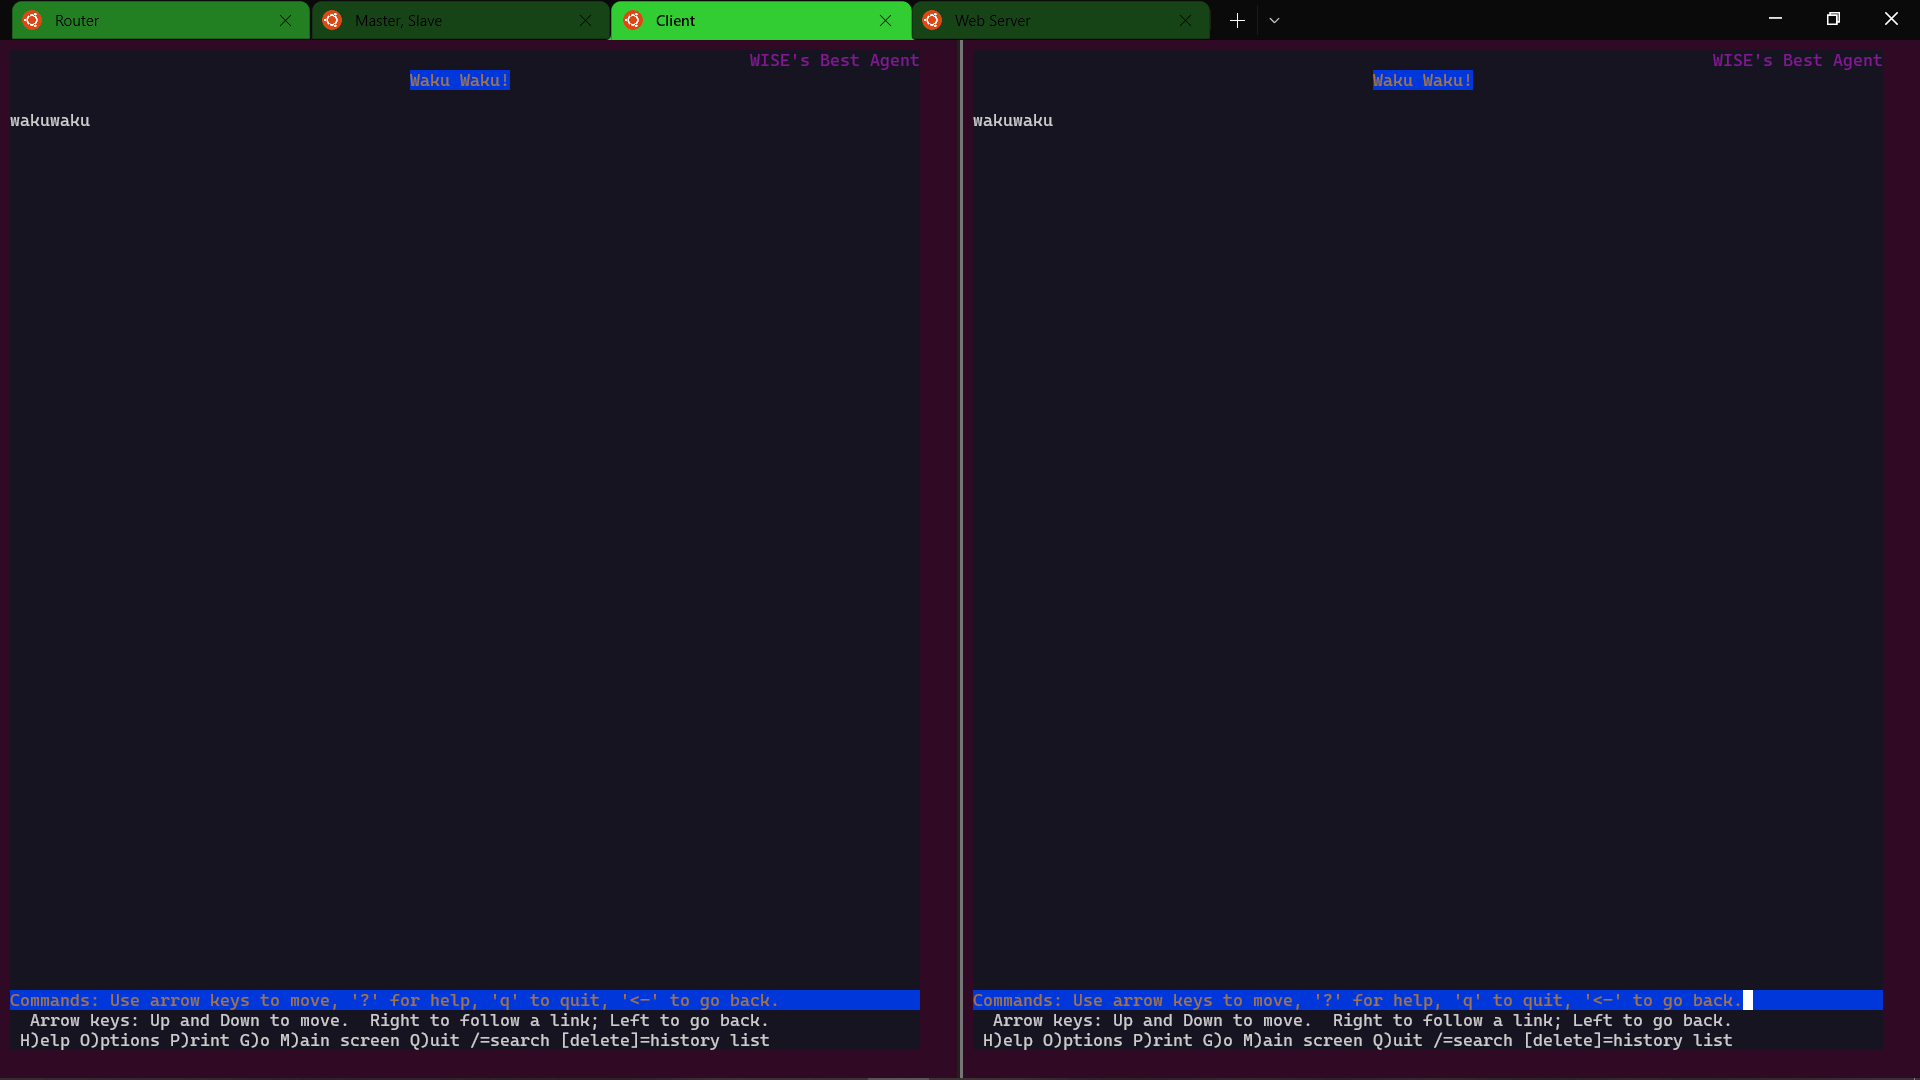 Router
Master, Slave
Client
Web Server
WISE's Best Agent
Waku Waku!
wakuwaku
Commands: Use arrow keys to move, '?' for help, 'q' to quit, '<-' to go back.
Arrow keys: Up and Down to move.  Right to follow a link; Left to go back.
H)elp O)ptions P)rint G)o M)ain screen Q)uit /=search [delete]=history list
WISE's Best Agent
Waku Waku!
wakuwaku
Commands: Use arrow keys to move, '?' for help, 'q' to quit, '<-' to go back.
Arrow keys: Up and Down to move.  Right to follow a link; Left to go back.
H)elp O)ptions P)rint G)o M)ain screen Q)uit /=search [delete]=history list